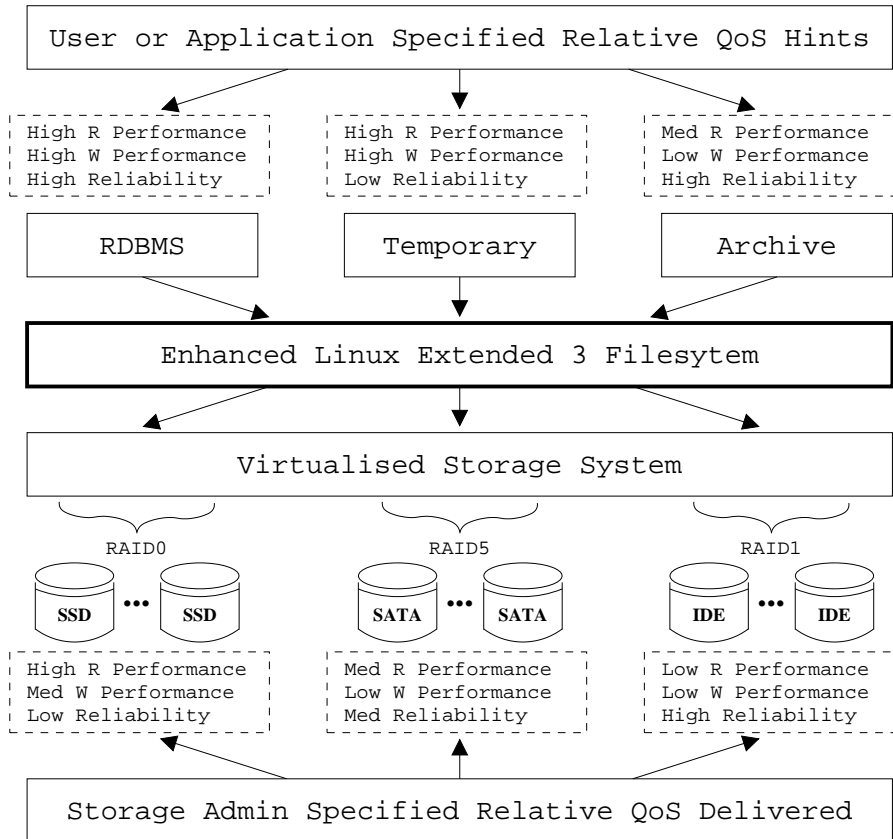 User or Application Specified Relative QoS Hints
High R Performance
High W Performance
High Reliability
High R Performance
High W Performance
Low Reliability
Med R Performance
Low W Performance
High Reliability
RDBMS
Temporary
Archive
Enhanced Linux Extended 3 Filesytem
Virtualised Storage System
RAID0
RAID5
RAID1
SSD ••• SSD
SATA ••• SATA
IDE ••• IDE
High R Performance
Med W Performance
Low Reliability
Med R Performance
Low W Performance
Med Reliability
Low R Performance
Low W Performance
High Reliability
Storage Admin Specified Relative QoS Delivered